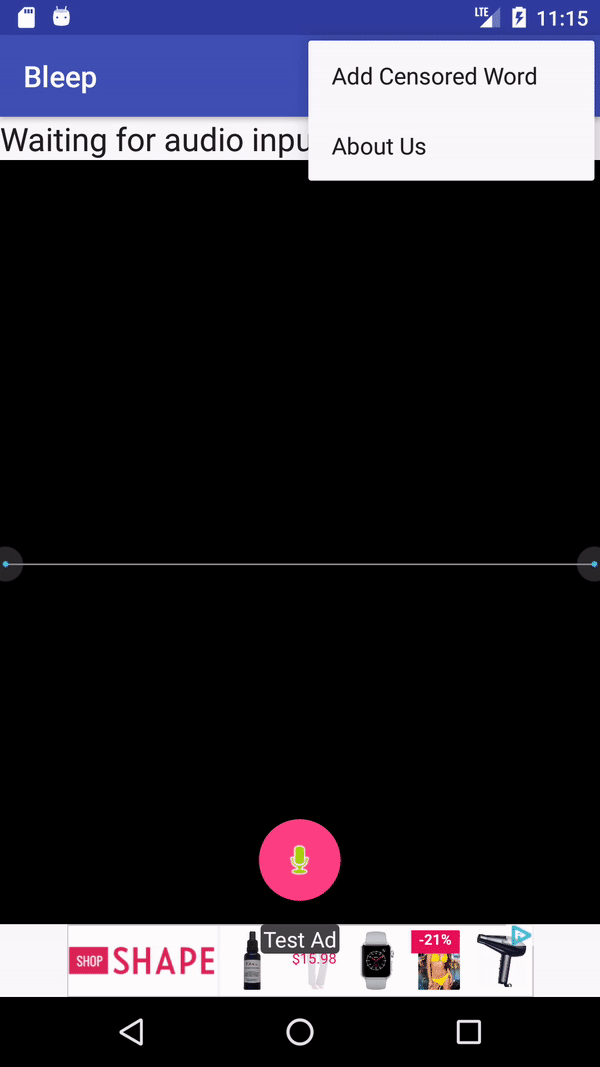 LTE 11:15
Bleep
Add Censored Word
Waiting for audio inpu
About Us
Test Ad
SHOP SHAPE
$15.98
-21%